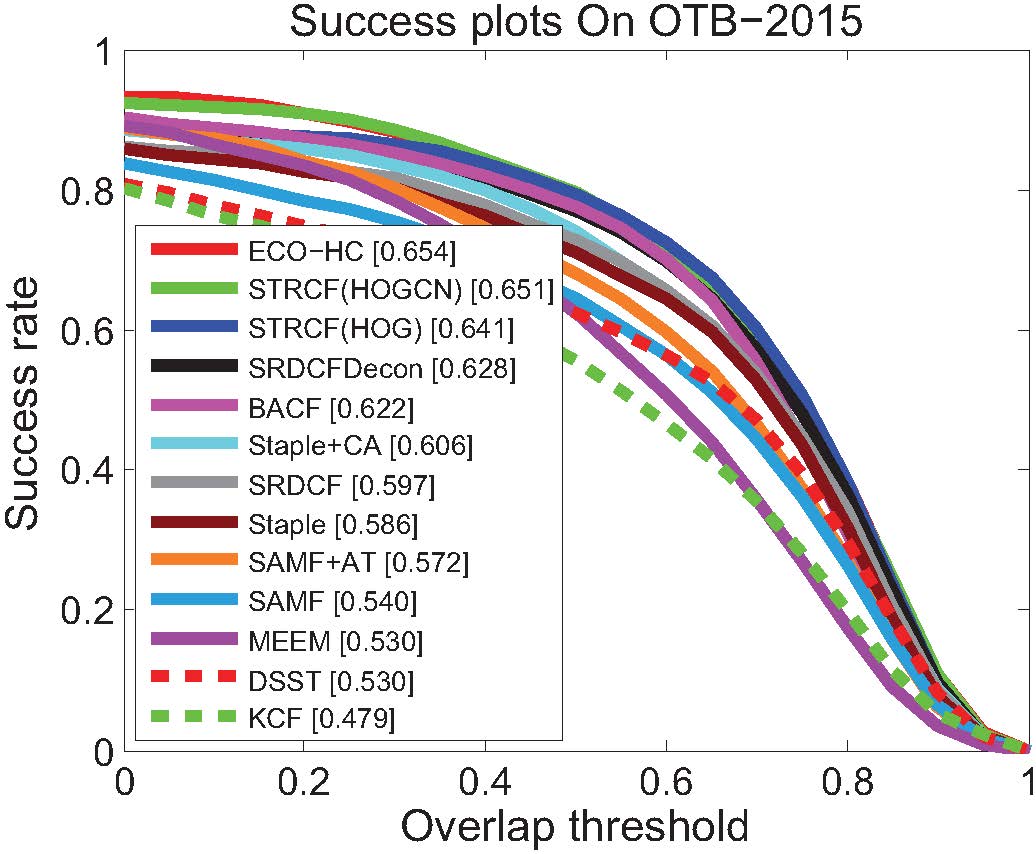 Success plots On OTB−2015
Success rate
1
0.8
0.6
0.4
0.2
0
ECO−HC [0.654]
STRCF(HOGCN) [0.651]
STRCF(HOG) [0.641]
SRDCFDecon [0.628]
BACF [0.622]
Staple+CA [0.606]
SRDCF [0.597]
Staple [0.586]
SAMF+AT [0.572]
SAMF [0.540]
MEEM [0.530]
DSST [0.530]
KCF [0.479]
0 0.2 0.4 0.6 0.8 1
Overlap threshold